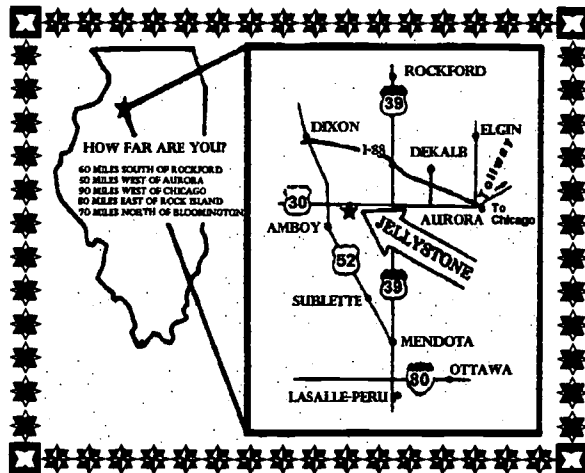 HOW FAR ARE YOU?
60 MILES SOUTH OF ROCKFORD
50 MILES WEST OF AURORA
90 MILES WEST OF CHICAGO
80 MILES EAST OF ROCK ISLAND
70 MILES NORTH OF BLOOMINGTON
ROCKFORD
39
DIXON
ELGIN
I-88
DEKALB
Tollway
30
AURORA
To
Chicago
AMBOY
JELLYSTONE
52
39
SUBLETTE
MENDOTA
80
OTTAWA
LASALLE-PERU